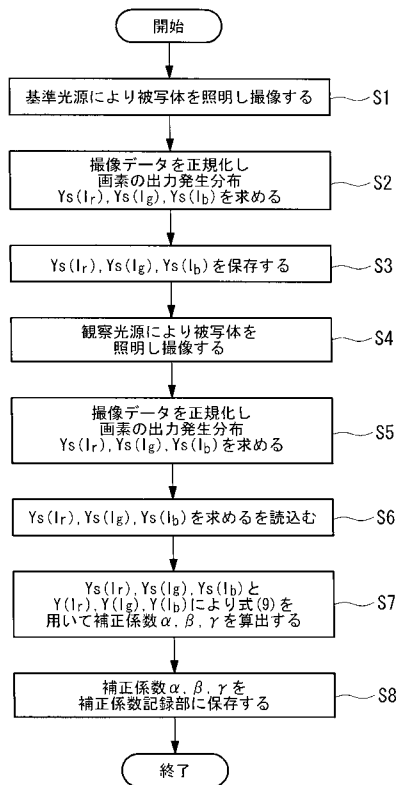 開始
基準光源により被写体を照明し撮像する
S1
撮像データを正規化し
画素の出力発生分布
Ys(Ir),Ys(Ig),Ys(Ib)を求める
S2
Ys(Ir),Ys(Ig),Ys(Ib)を保存する
S3
観察光源により被写体を
照明し撮像する
S4
撮像データを正規化し
画素の出力発生分布
Ys(Ir),Ys(Ig),Ys(Ib)を求める
S5
Ys(Ir),Ys(Ig),Ys(ib)を求めるを読込む
S6
Ys(Ir),Ys(Ig),Ys(Ib)と
Y(Ir),Y(Ig),Y(Ib)により式(9)を
用いて補正係数α,β,γを算出する
S7
補正係数α,β,γを
補正係数記録部に保存する
S8
終了